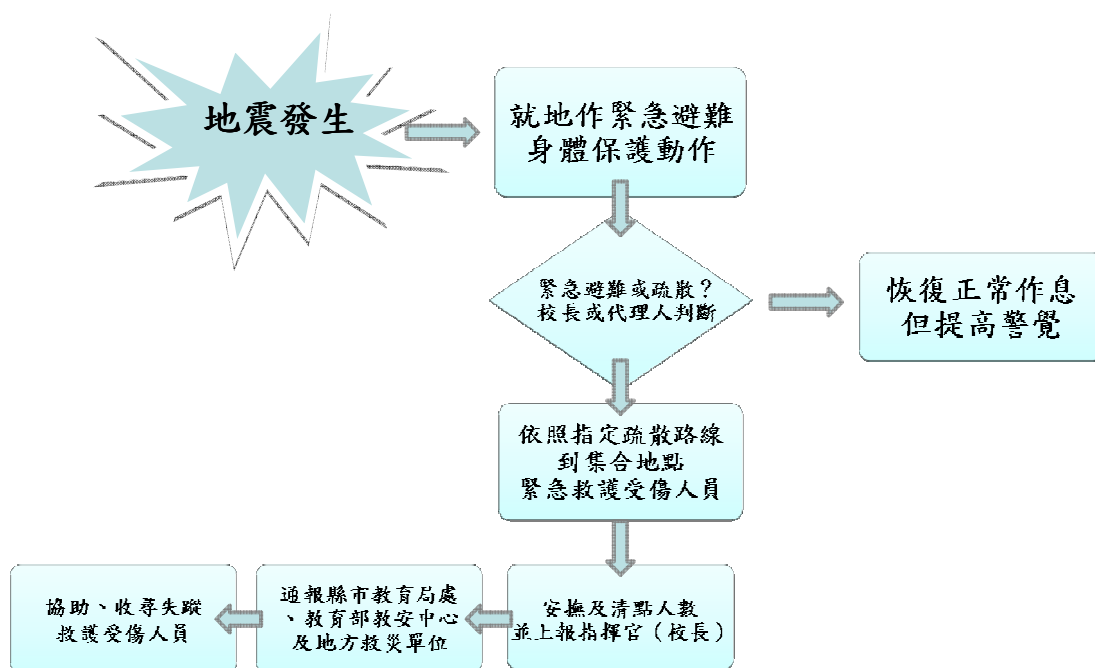 地震發生
就地作緊急避難
身體保護動作
緊急避難或疏散?
校長或代理人判斷
恢復正常作息
但提高警覺
依照指定疏散路線
到集合地點
緊急救護受傷人員
安撫及清點人數
並上報指揮官（校長）
通報縣市教育局處
、教育部教安中心
及地方救災單位
協助、收尋失蹤
救護受傷人員